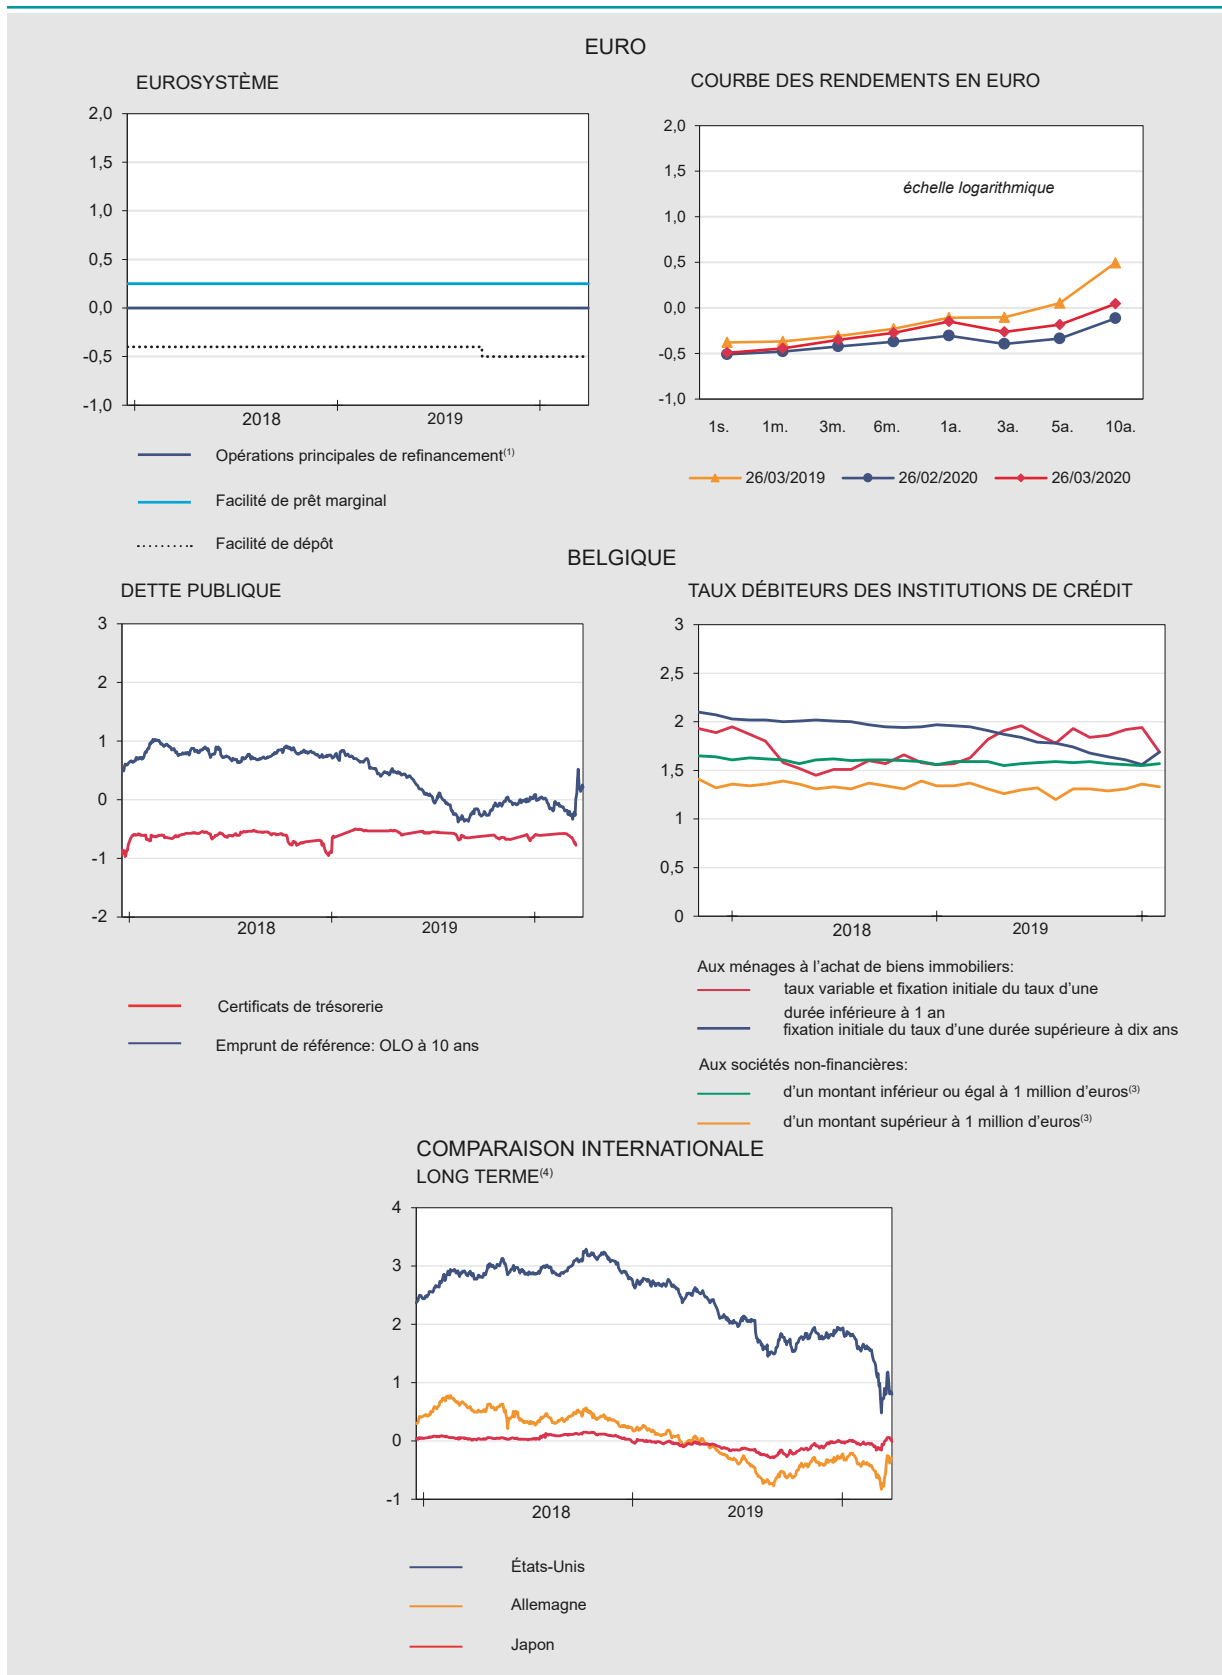 EURO
EUROSYSTÈME
2,0
1,5
1,0
0,5
0,0
-0,5
-1,0
2018
2019
Opérations principales de refinancement(1)
Facilité de prêt marginal
Facilité de dépôt
COURBE DES RENDEMENTS EN EURO
2,0
1,5
1,0
0,5
0,0
-0,5
-1,0
échelle logarithmique
1s. 1m. 3m. 6m. 1a. 3a. 5a. 10a.
26/03/2019 26/02/2020 26/03/2020
BELGIQUE
DETTE PUBLIQUE
3
2
1
0
-1
-2
2018
2019
Certificats de trésorerie
Emprunt de référence: OLO à 10 ans
TAUX DÉBITEURS DES INSTITUTIONS DE CRÉDIT
3
2,5
2
1,5
1
0,5
0
2018
2019
Aux ménages à l’achat de biens immobiliers:
taux variable et fixation initiale du taux d’une
durée inférieure à 1 an
fixation initiale du taux d’une durée supérieure à dix ans
Aux sociétés non-financières:
d’un montant inférieur ou égal à 1 million d’euros(3)
d’un montant supérieur à 1 million d’euros(3)
COMPARAISON INTERNATIONALE
LONG TERME(4)
4
3
2
1
0
-1
2018
2019
États-Unis
Allemagne
Japon